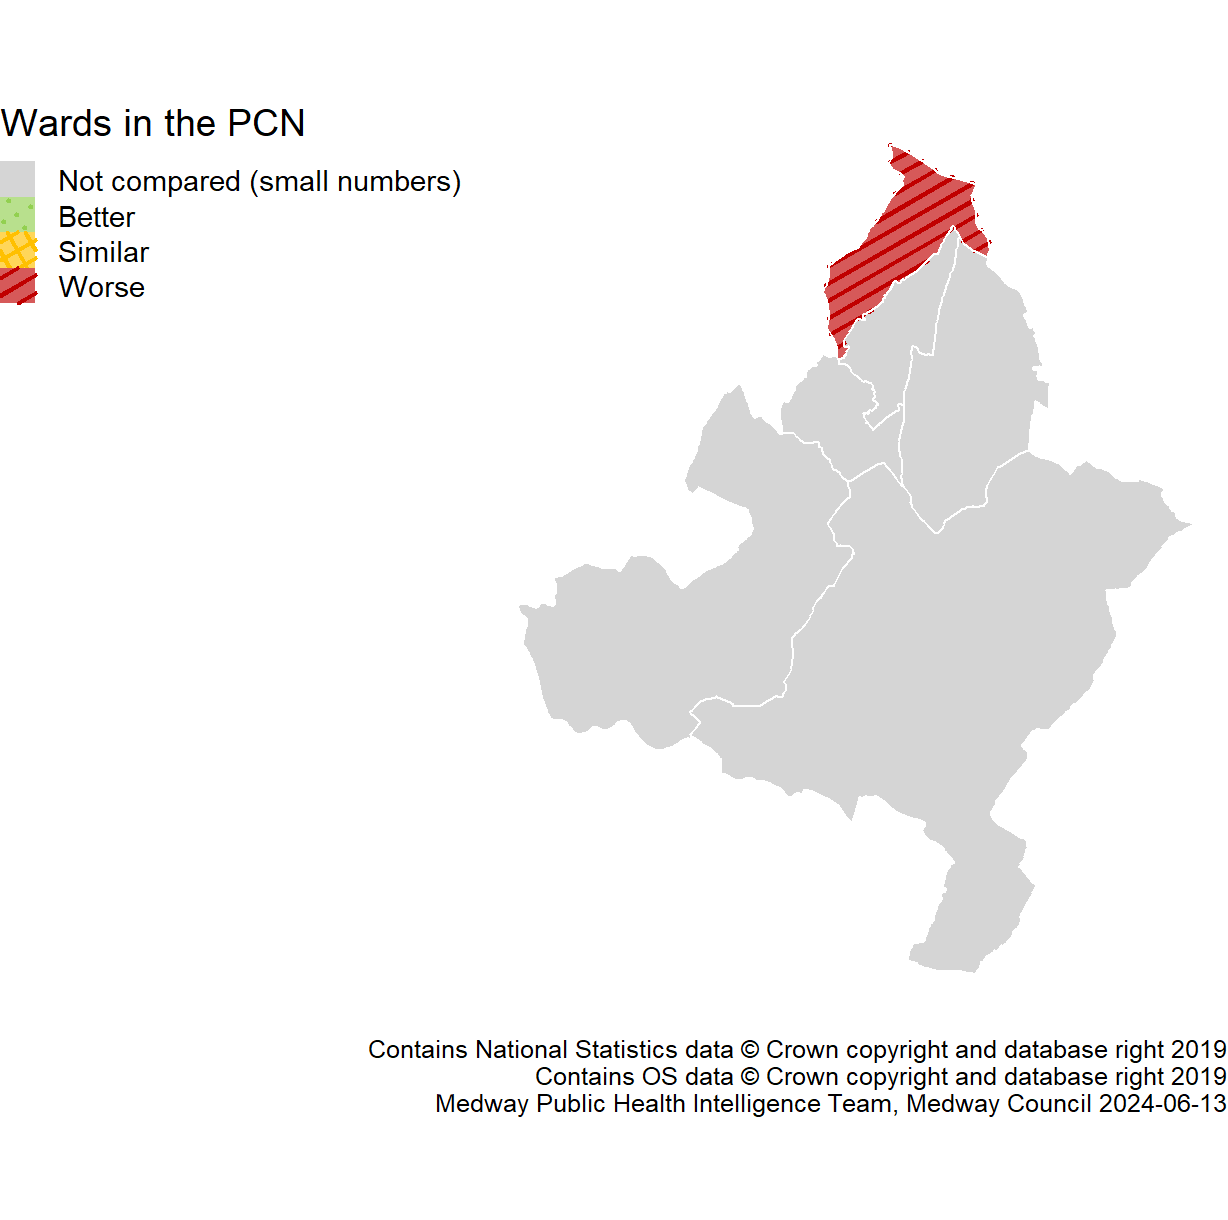 Wards in the PCN
Not compared (small numbers)
Better
Similar
Worse
Contains National Statistics data © Crown copyright and database right 2019
Contains OS data © Crown copyright and database right 2019
Medway Public Health Intelligence Team, Medway Council 2024-06-13